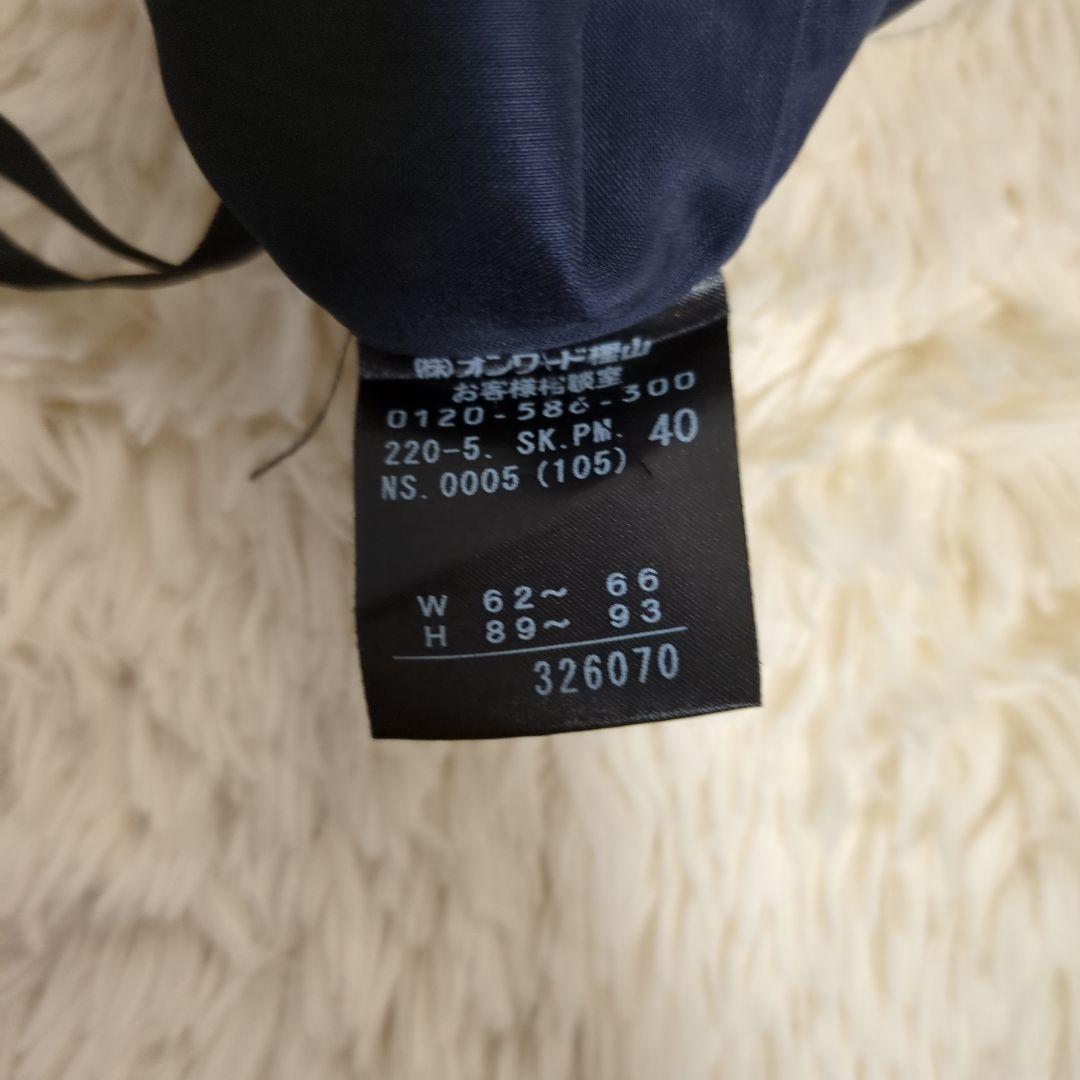 (株)オンワード樫山
お客様相談室
0120-586-300
220-5. SK.PM. 40
NS.0005(105)
W 62~ 66
H 89~ 93
326070